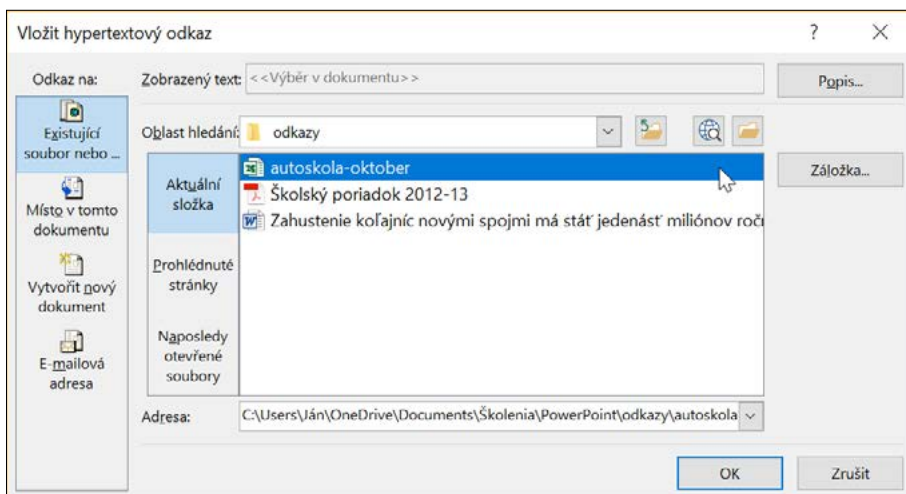 Vložit hypertextový odkaz
Odkaz na:
Zobrazený text:
<<Výběr v dokumentu>>
Popis...
Existující
soubor nebo ...
Místo v tomto
dokumentu
Vytvořit nový
dokument
E-mailová
adresa
Oblast hledání:
odkazy
Aktuální
složka
Prohlédnuté
stránky
Naposledy
otevřené
soubory
autoskola-oktober
Školský poriadok 2012-13
Zahustenie koľajníc novými spojmi má stáť jedenásť miliónov roči
Záložka...
Adresa:
C:\Users\Ján\OneDrive\Documents\Školenia\PowerPoint\odkazy\autoskola
OK
Zrušit